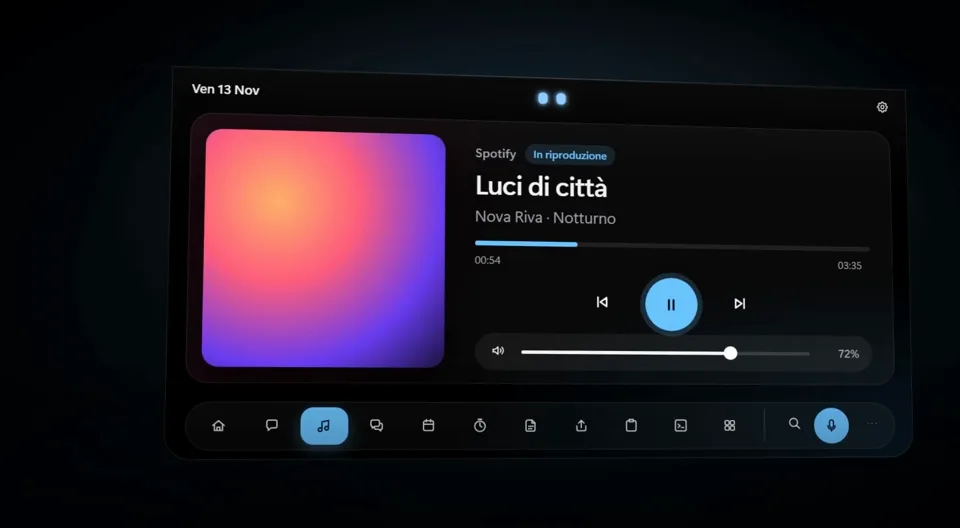 Ven 13 Nov
Spotify
In riproduzione
Luci di città
Nova Riva · Notturno
00:54
03:35
72%